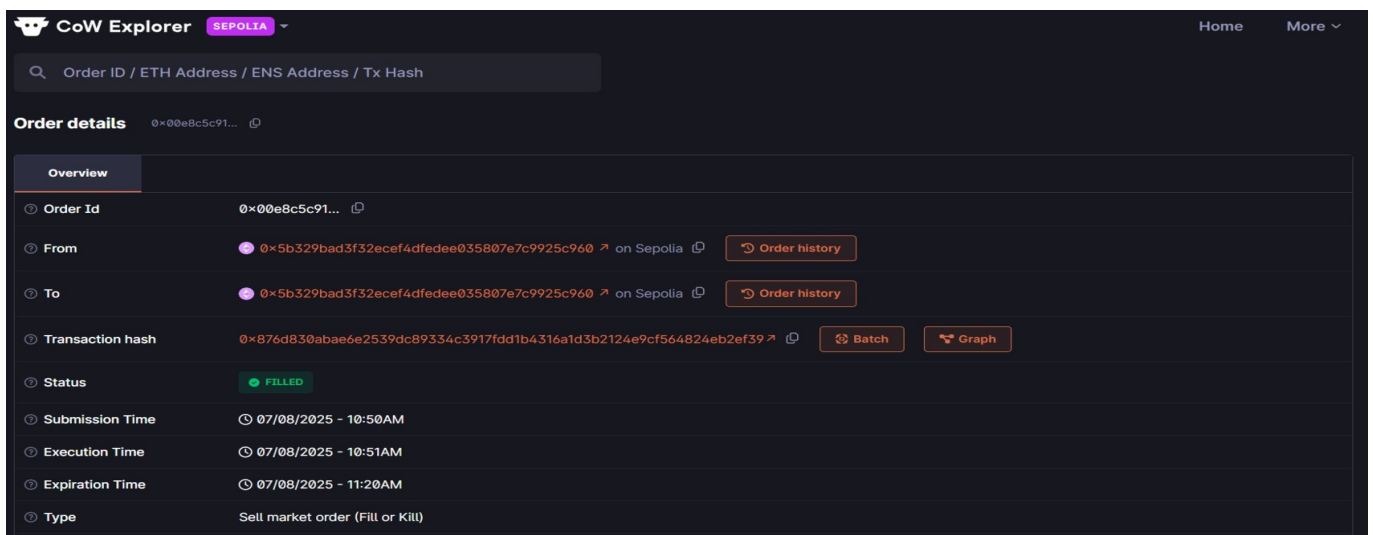 CoW Explorer SEPOLIA Home More
Order ID / ETH Address / ENS Address / Tx Hash
Order details 0×00e8c5c91...
Overview
Order Id 0×00e8c5c91...
From 0×5b329bad3f32ecef4dfedee035807e7c9925c960 ↗ on Sepolia Order history
To 0×5b329bad3f32ecef4dfedee035807e7c9925c960 ↗ on Sepolia Order history
Transaction hash 0×876d830abae6e2539dc89334c3917fdd1b4316a1d3b2124e9cf564824eb2ef39↗ Batch Graph
Status FILLED
Submission Time 07/08/2025 - 10:50AM
Execution Time 07/08/2025 - 10:51AM
Expiration Time 07/08/2025 - 11:20AM
Type Sell market order (Fill or Kill)